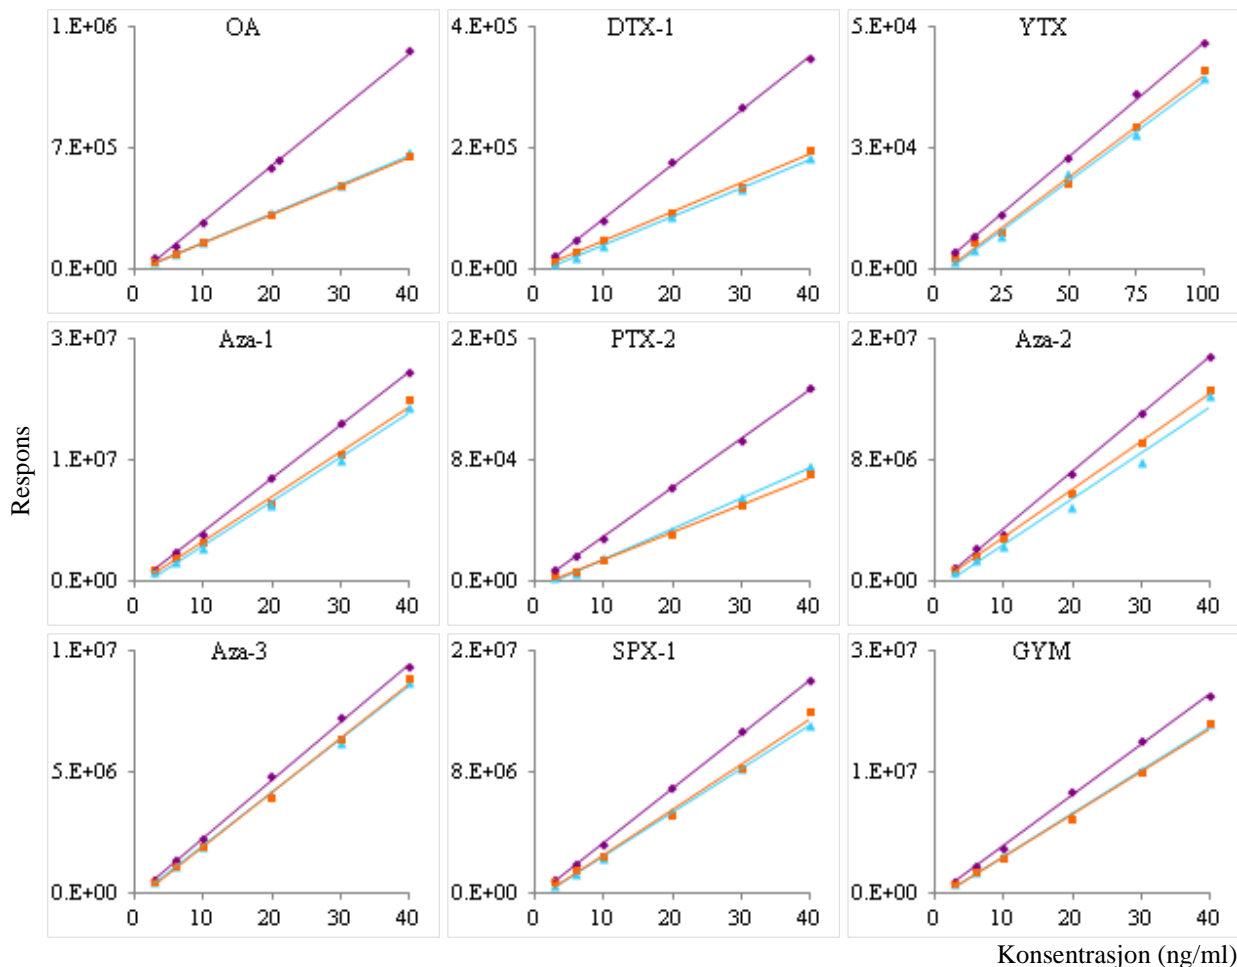 OA
1.E+06
7.E+05
0.E+00
0 10 20 30 40
DTX-1
4.E+05
2.E+05
0.E+00
0 10 20 30 40
YTX
5.E+04
3.E+04
0.E+00
0 25 50 75 100
Aza-1
3.E+07
1.E+07
0.E+00
0 10 20 30 40
PTX-2
2.E+05
8.E+04
0.E+00
0 10 20 30 40
Aza-2
2.E+07
8.E+06
0.E+00
0 10 20 30 40
Respons
Aza-3
1.E+07
5.E+06
0.E+00
0 10 20 30 40
SPX-1
2.E+07
8.E+06
0.E+00
0 10 20 30 40
GYM
3.E+07
1.E+07
0.E+00
0 10 20 30 40
Konsentrasjon (ng/ml)